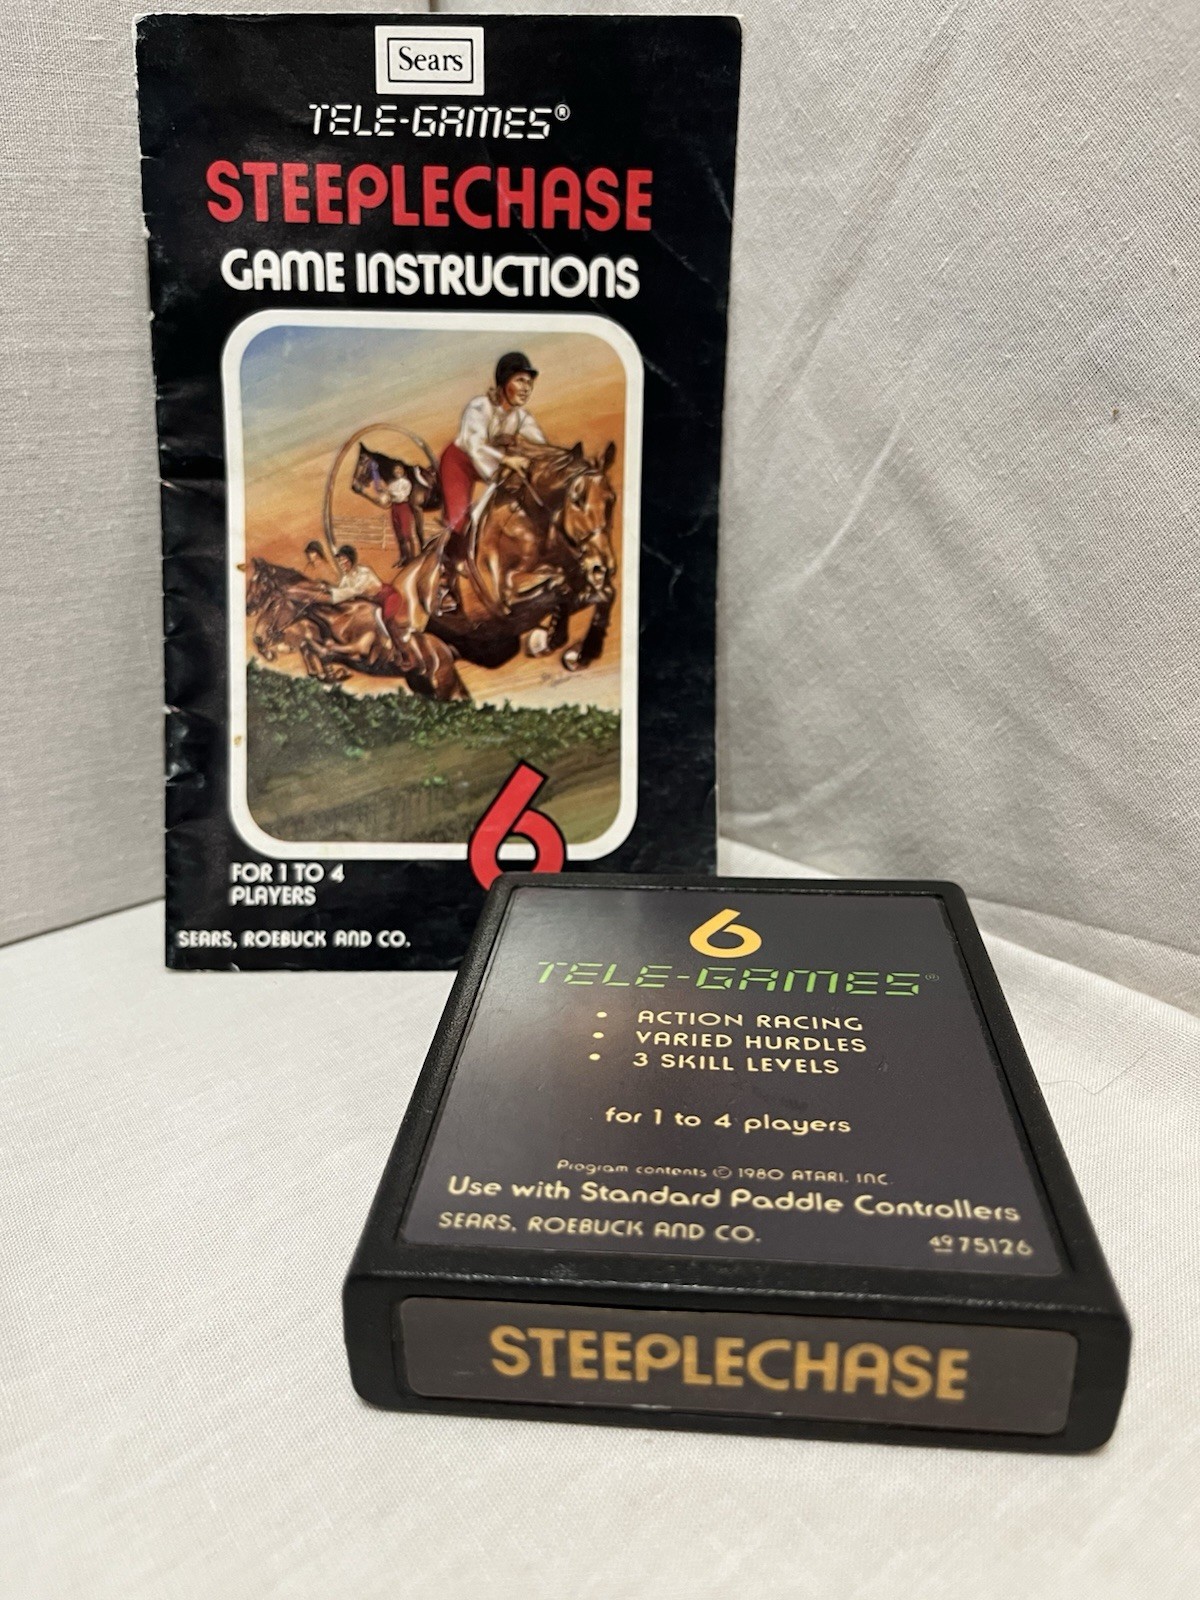 Sears
TELE-GAMES®
STEEPLECHASE
GAME INSTRUCTIONS
6
FOR 1 TO 4
PLAYERS
SEARS, ROEBUCK AND CO.
6
TELE-GAMES®
• ACTION RACING
• VARIED HURDLES
• 3 SKILL LEVELS
for 1 to 4 players
Program contents © 1980 ATARI, INC.
Use with Standard Paddle Controllers
SEARS, ROEBUCK AND CO.
49 75126
STEEPLECHASE